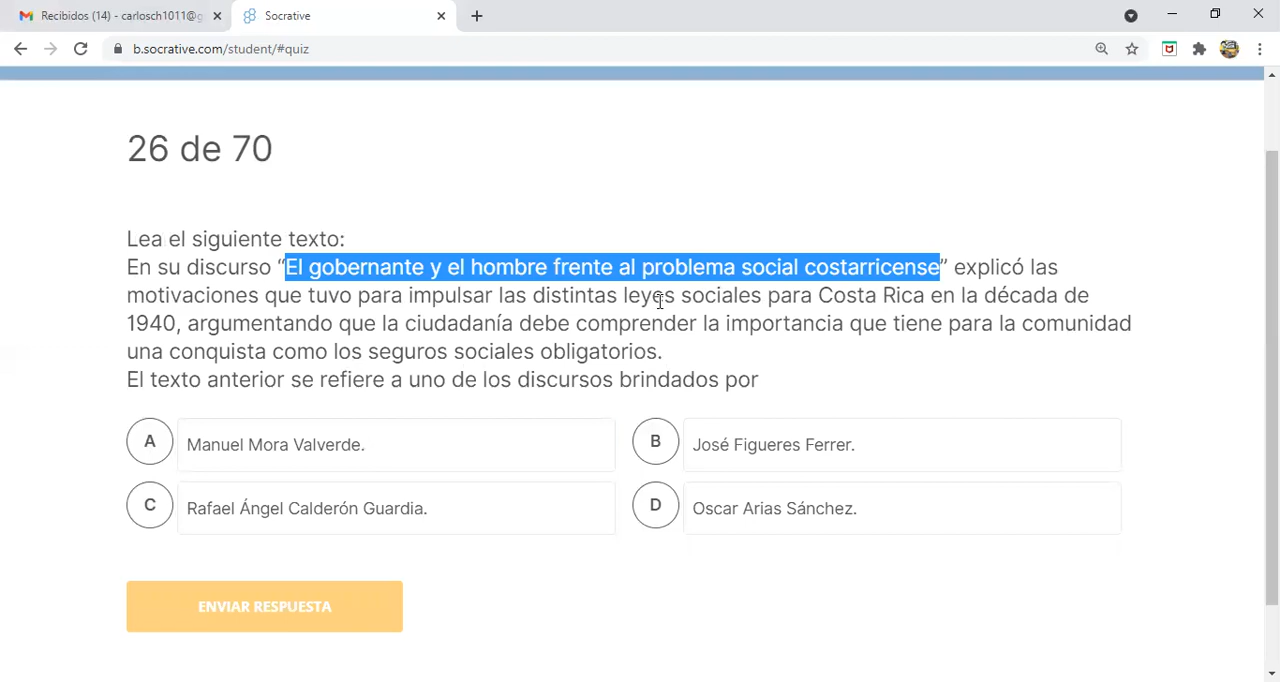 Recibidos (14) - carlosch1011@g
Socrative
b.socrative.com/student/#quiz
26 de 70
Lea el siguiente texto:
En su discurso “El gobernante y el hombre frente al problema social costarricense” explicó las
motivaciones que tuvo para impulsar las distintas leyes sociales para Costa Rica en la década de
1940, argumentando que la ciudadanía debe comprender la importancia que tiene para la comunidad
una conquista como los seguros sociales obligatorios.
El texto anterior se refiere a uno de los discursos brindados por
A Manuel Mora Valverde.
B José Figueres Ferrer.
C Rafael Ángel Calderón Guardia.
D Oscar Arias Sánchez.
ENVIAR RESPUESTA